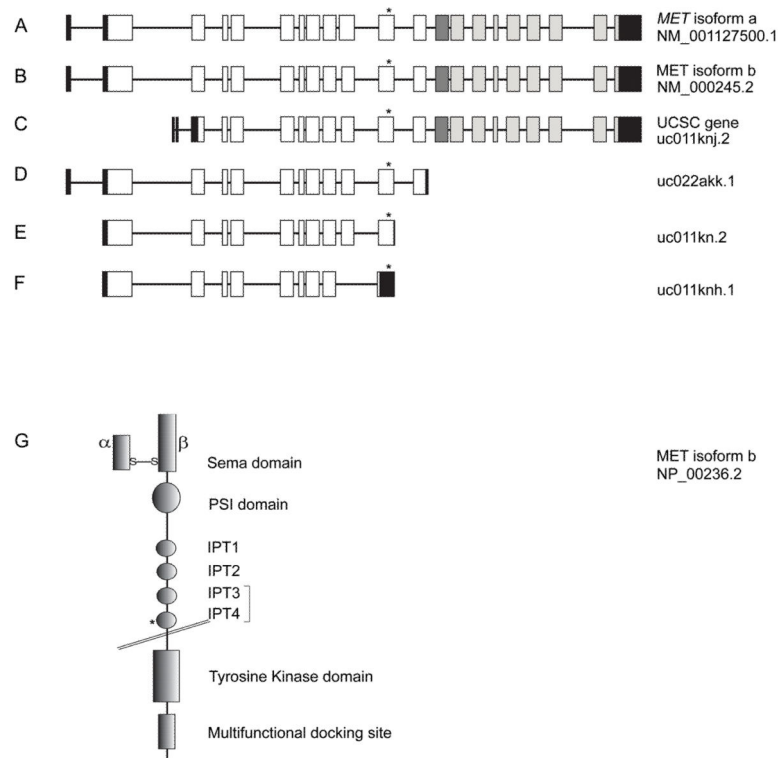 A
*
MET isoform a
NM_001127500.1
B
*
MET isoform b
NM_000245.2
C
*
UCSC gene
uc011knj.2
D
*
uc022akk.1
E
*
uc011kn.2
F
*
uc011knh.1
G
α
β
S
S
Sema domain
MET isoform b
NP_00236.2
PSI domain
IPT1
IPT2
IPT3
IPT4
*
Tyrosine Kinase domain
Multifunctional docking site